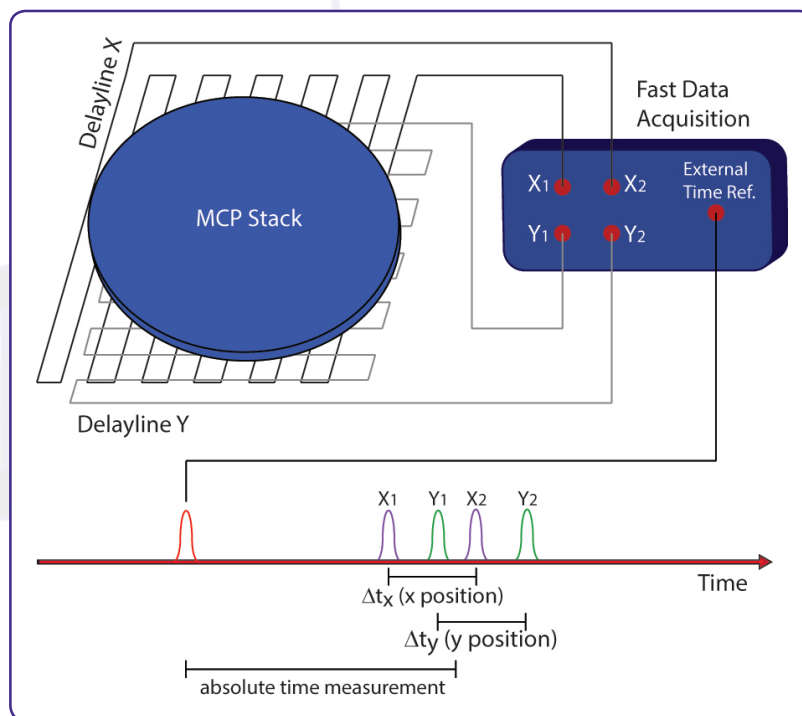 Delayline X
Fast Data
Acquisition
MCP Stack
External
Time Ref.
X1
X2
Y1
Y2
Delayline Y
X1
Y1
X2
Y2
Time
Δtx (x position)
Δty (y position)
absolute time measurement